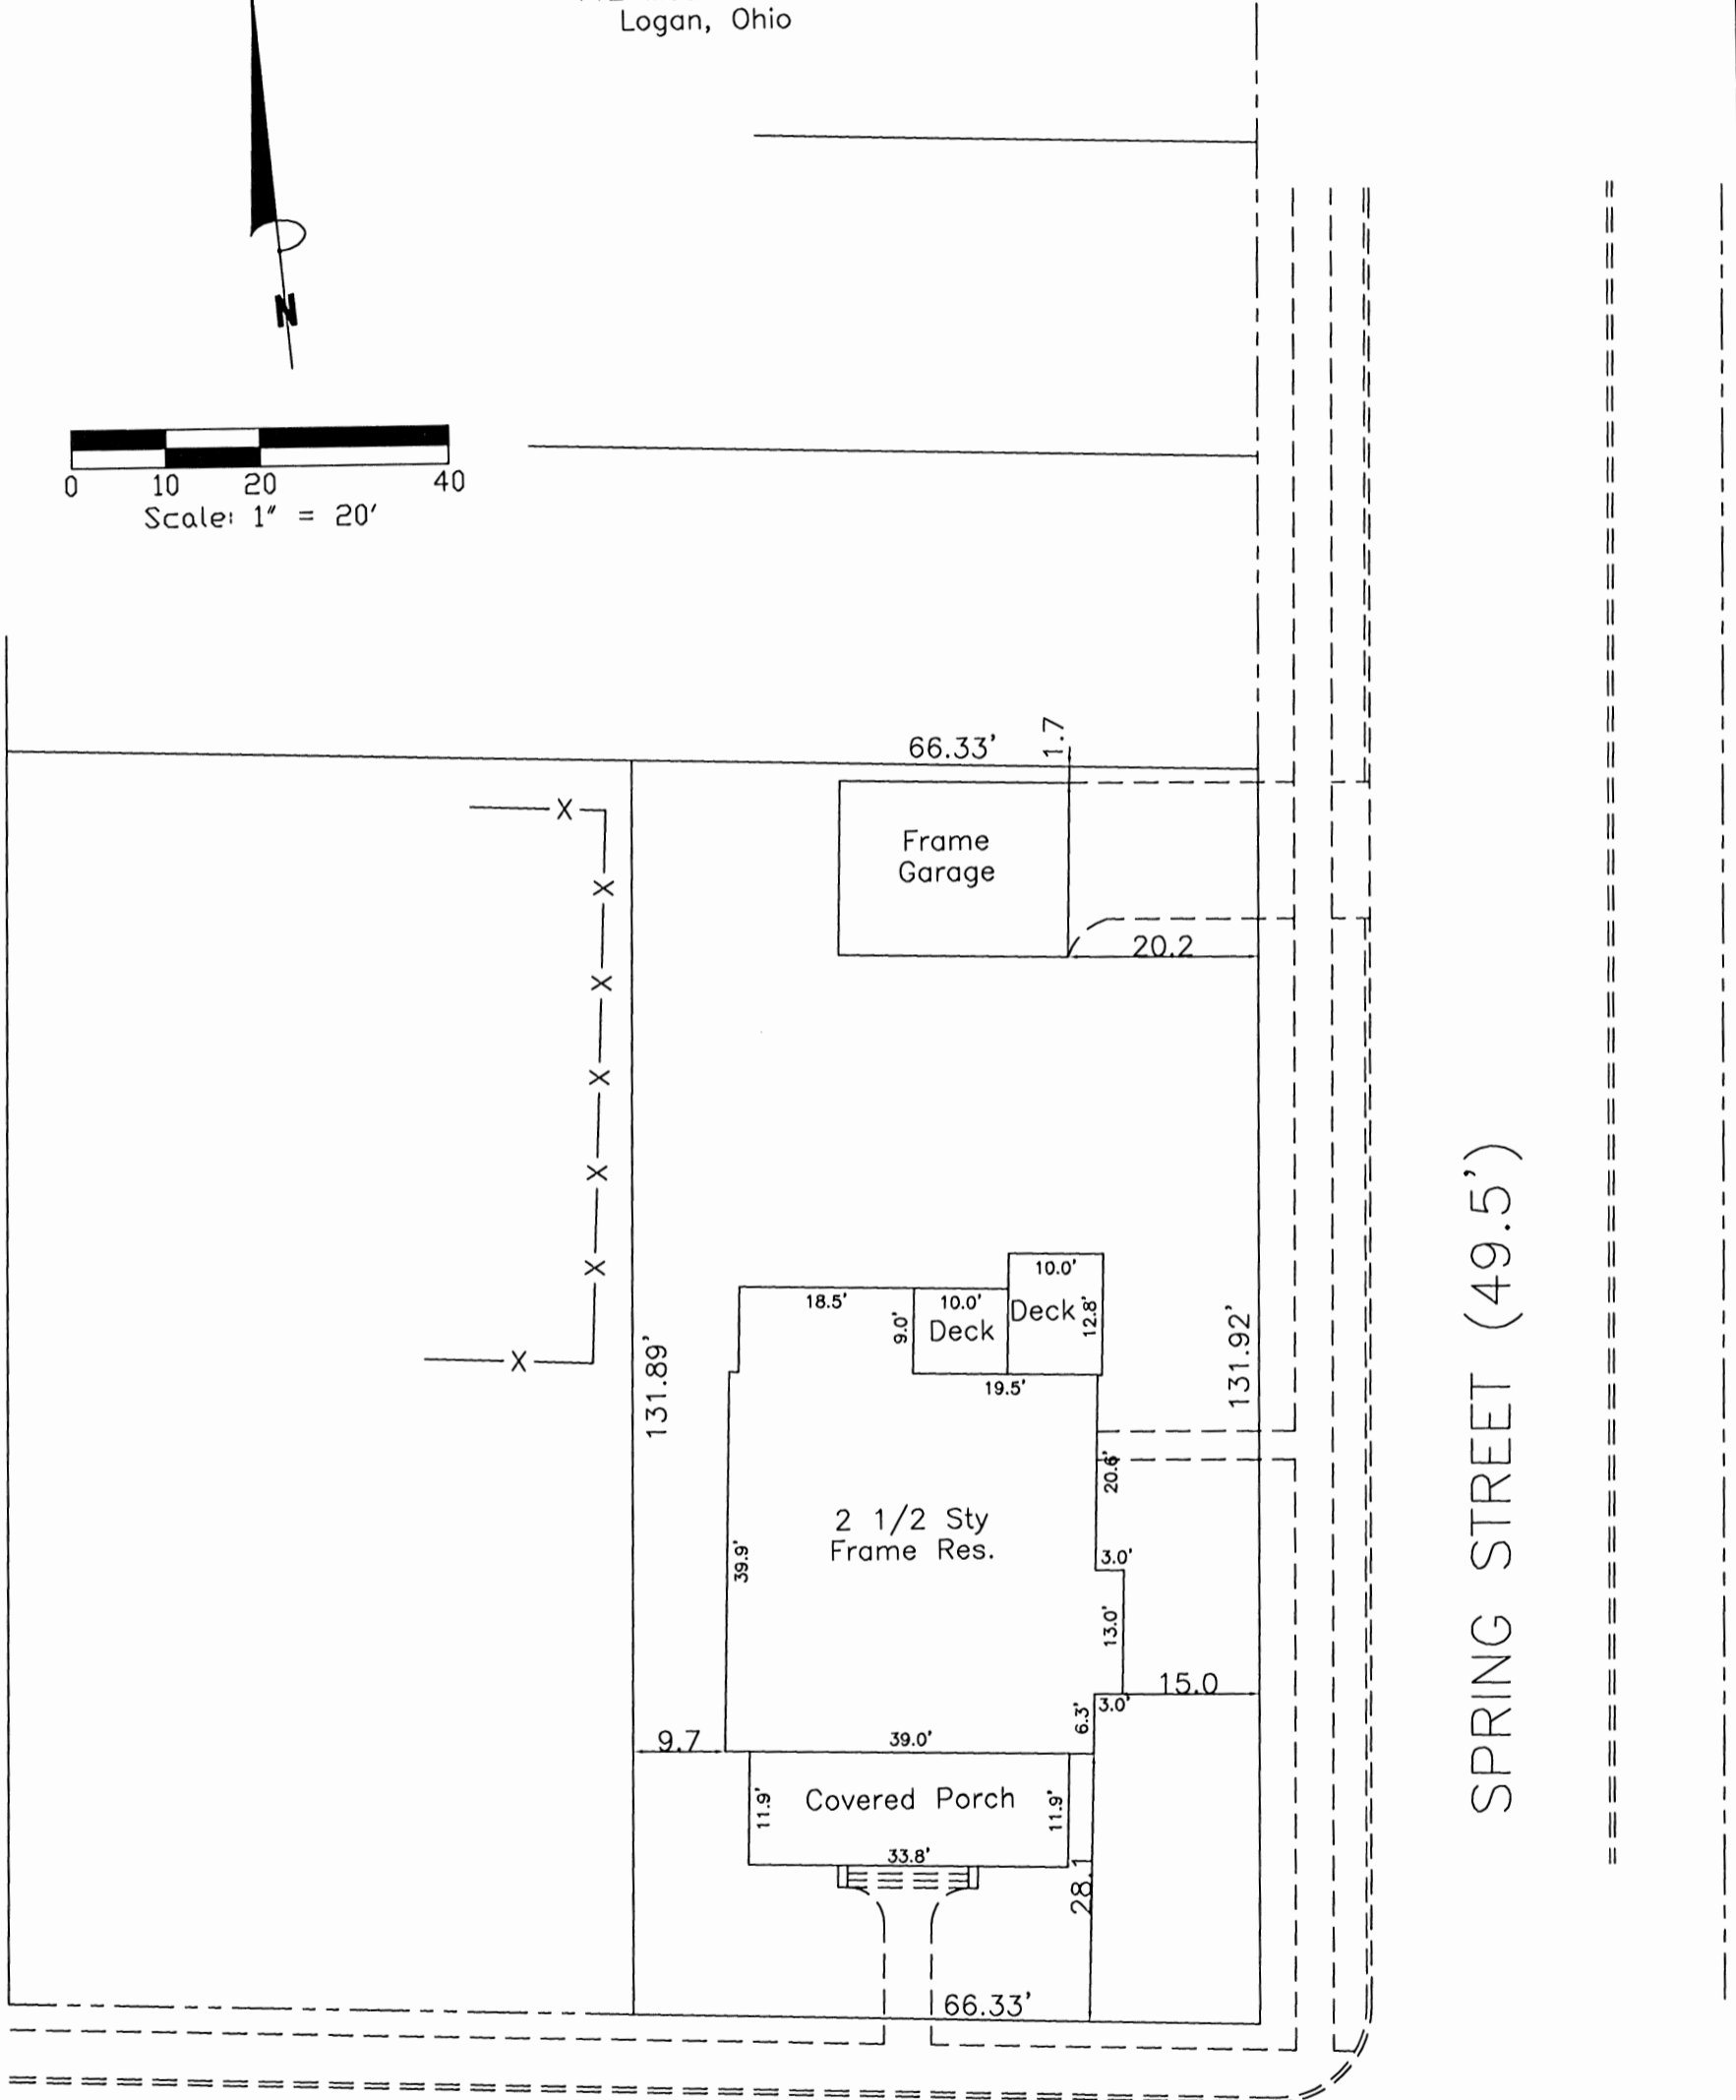 Logan, Ohio
N
0 10 20 40
Scale: 1" = 20'
66.33'
1.7
Frame
Garage
20.2
10.0'
18.5'
10.0'
Deck
12.8'
9.0'
Deck
19.5'
131.89'
131.92'
SPRING STREET (49.5')
20.6'
2 1/2 Sty
Frame Res.
39.9'
3.0'
13.0'
15.0
3.0'
6.3'
9.7
39.0'
Covered Porch
11.9'
11.9'
33.8'
28.1
66.33'